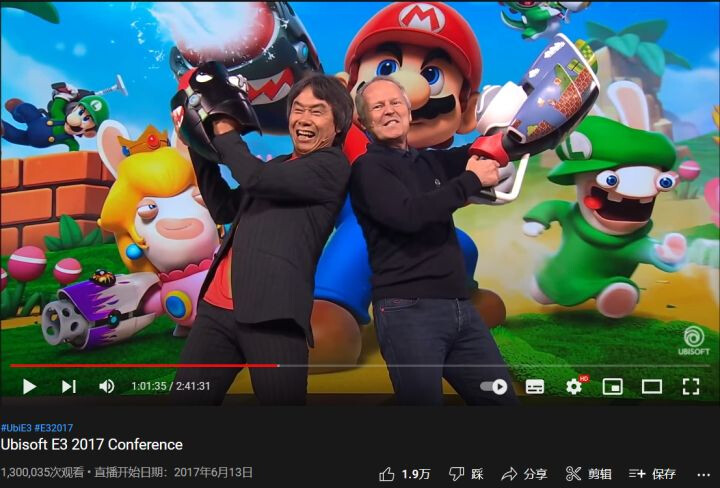 UBISOFT
1:01:35 / 2:41:31
HD
#UbiE3 #E32017
Ubisoft E3 2017 Conference
1,300,035次观看 • 直播开始日期：2017年6月13日
1.9万 踩 分享 剪辑 保存